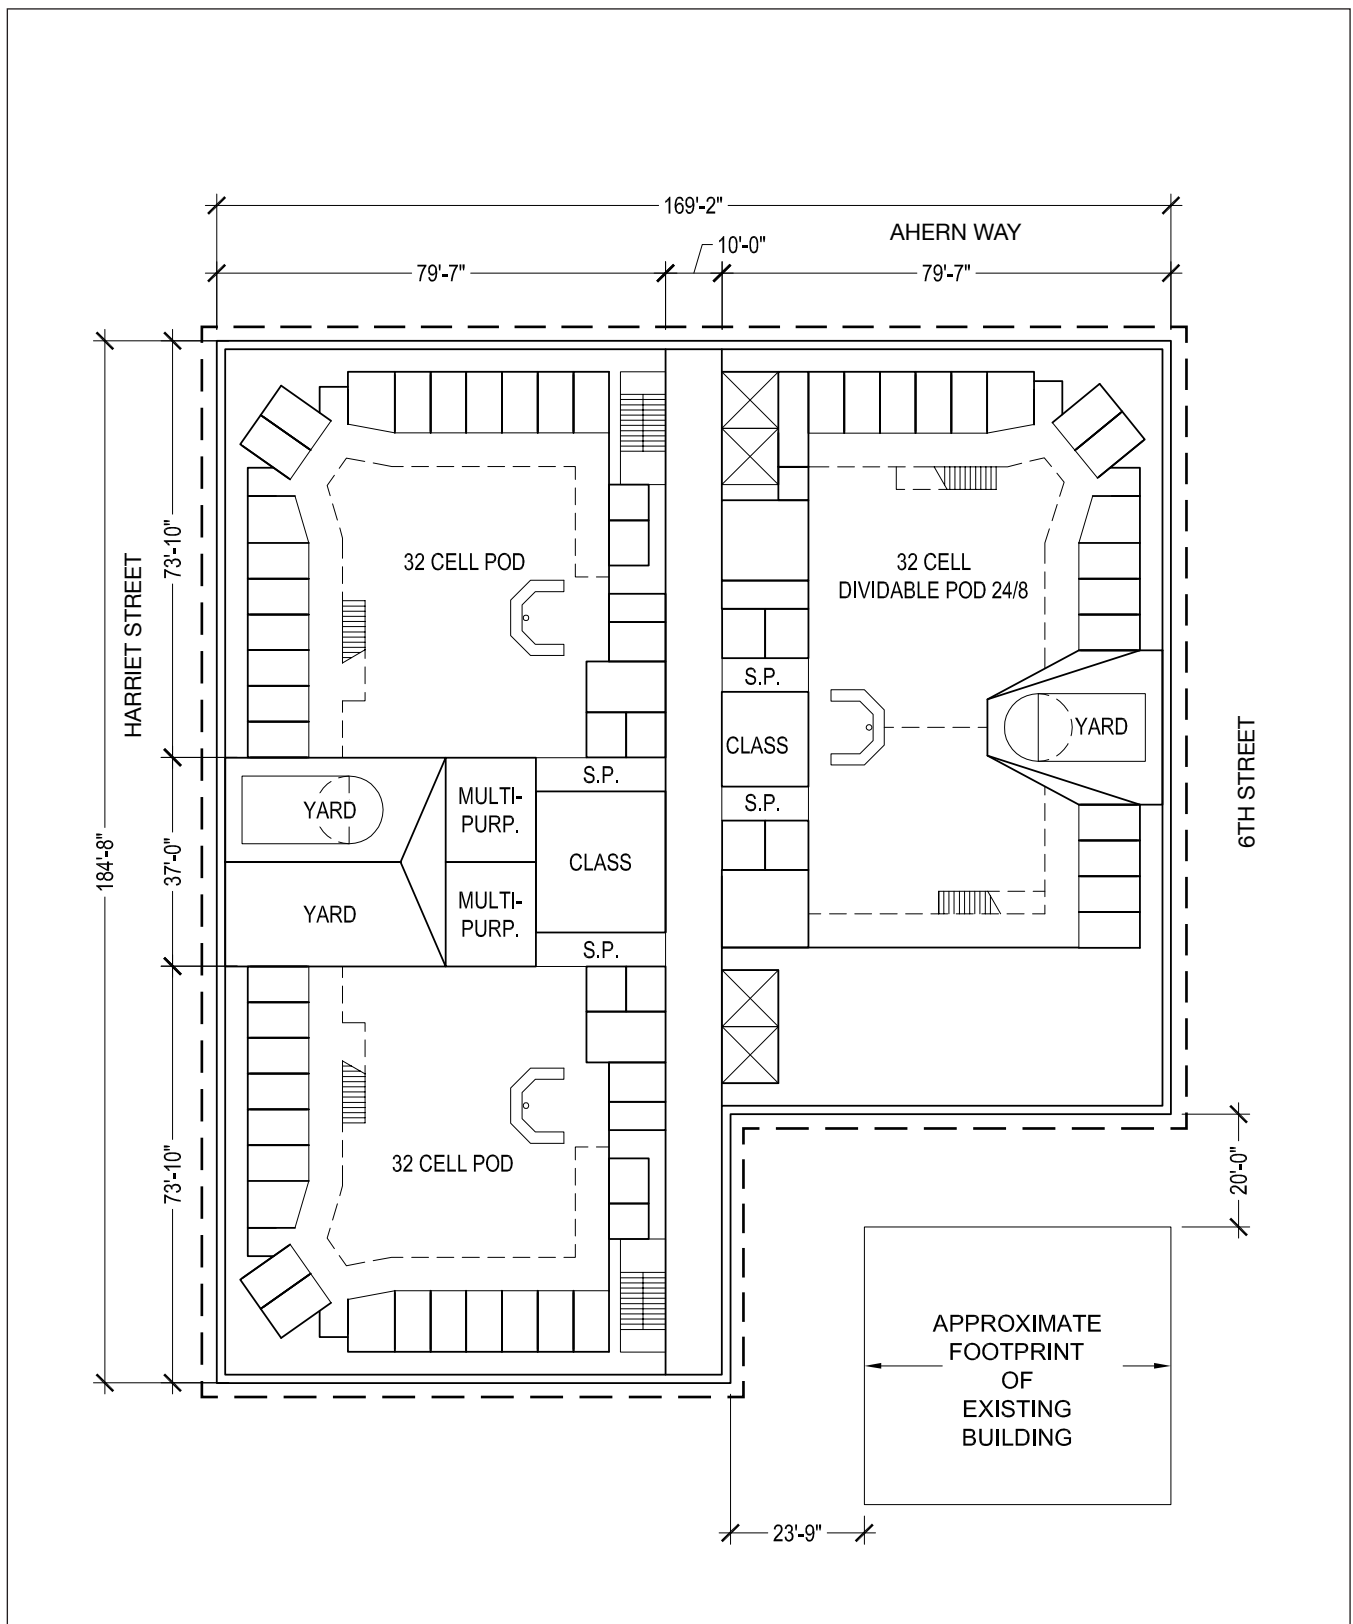 169'-2"
AHERN WAY
10'-0"
79'-7"
79'-7"
HARRIET STREET
184'-8"
73'-10"
37'-0"
73'-10"
32 CELL POD
32 CELL
DIVIDABLE POD 24/8
S.P.
CLASS
S.P.
YARD
6TH STREET
S.P.
YARD
MULTI-
PURP.
CLASS
YARD
MULTI-
PURP.
S.P.
32 CELL POD
20'-0"
APPROXIMATE
FOOTPRINT
OF
EXISTING
BUILDING
23'-9"